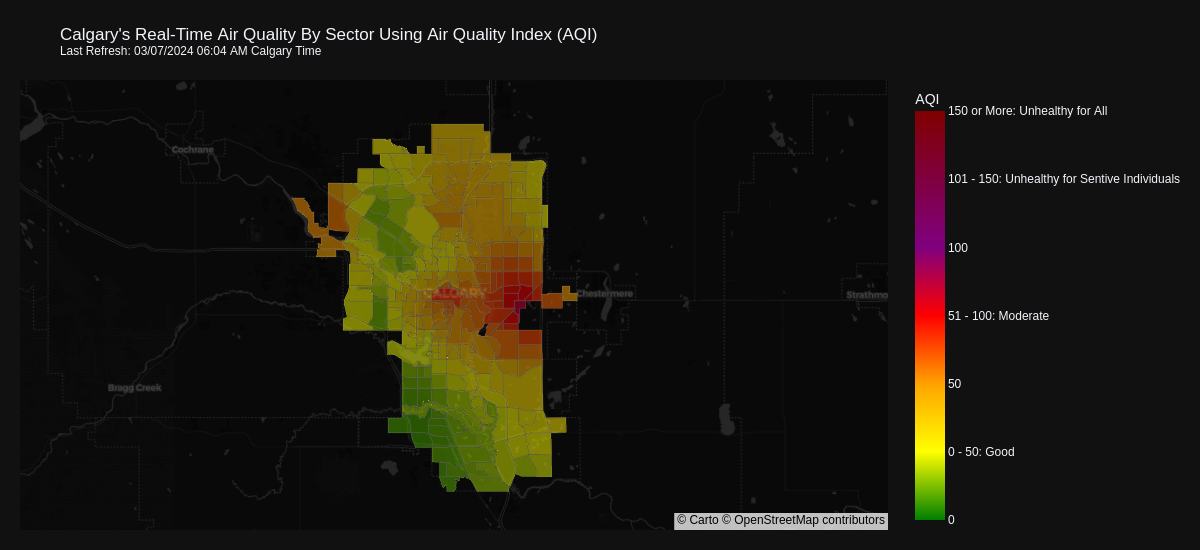 Calgary's Real-Time Air Quality By Sector Using Air Quality Index (AQI)
Last Refresh: 03/07/2024 06:04 AM Calgary Time
AQI
150 or More: Unhealthy for All
Cochrane
101 - 150: Unhealthy for Sentive Individuals
100
CALGARY
Chestermere
Strathmo
51 - 100: Moderate
50
Bragg Creek
0 - 50: Good
0
© Carto © OpenStreetMap contributors